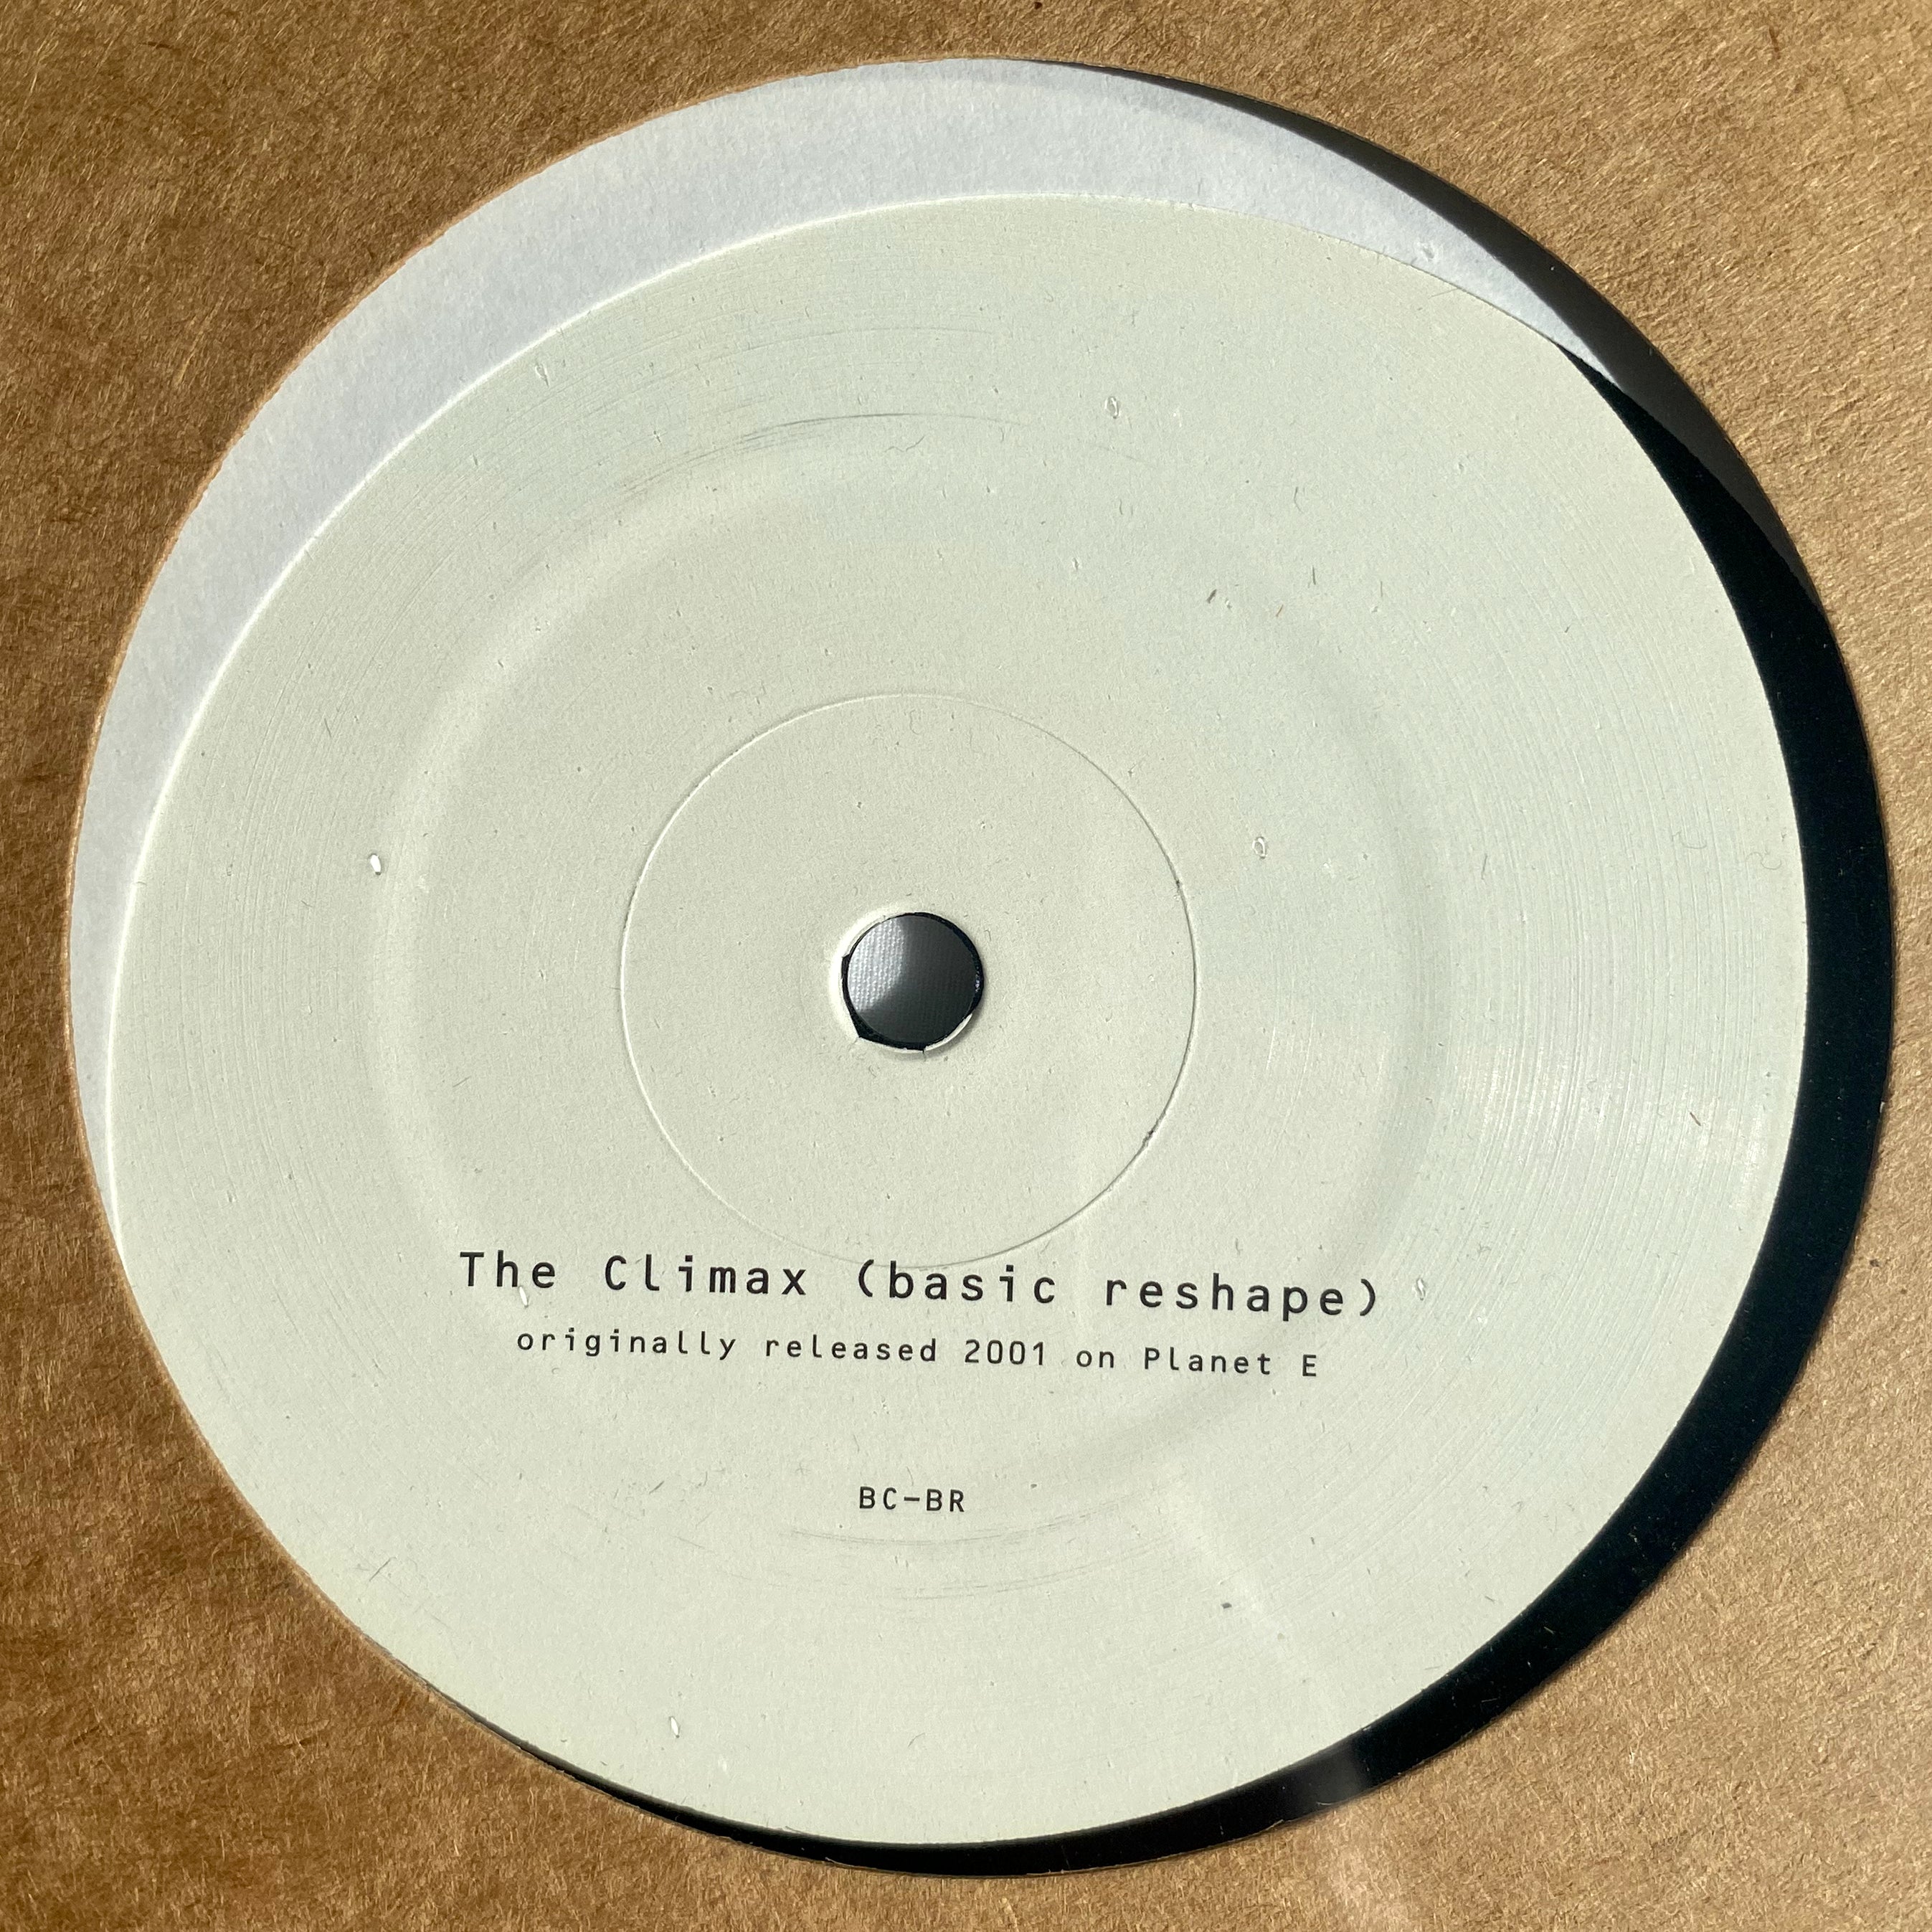 The Climax (basic reshape)
originally released 2001 on Planet E
BC-BR